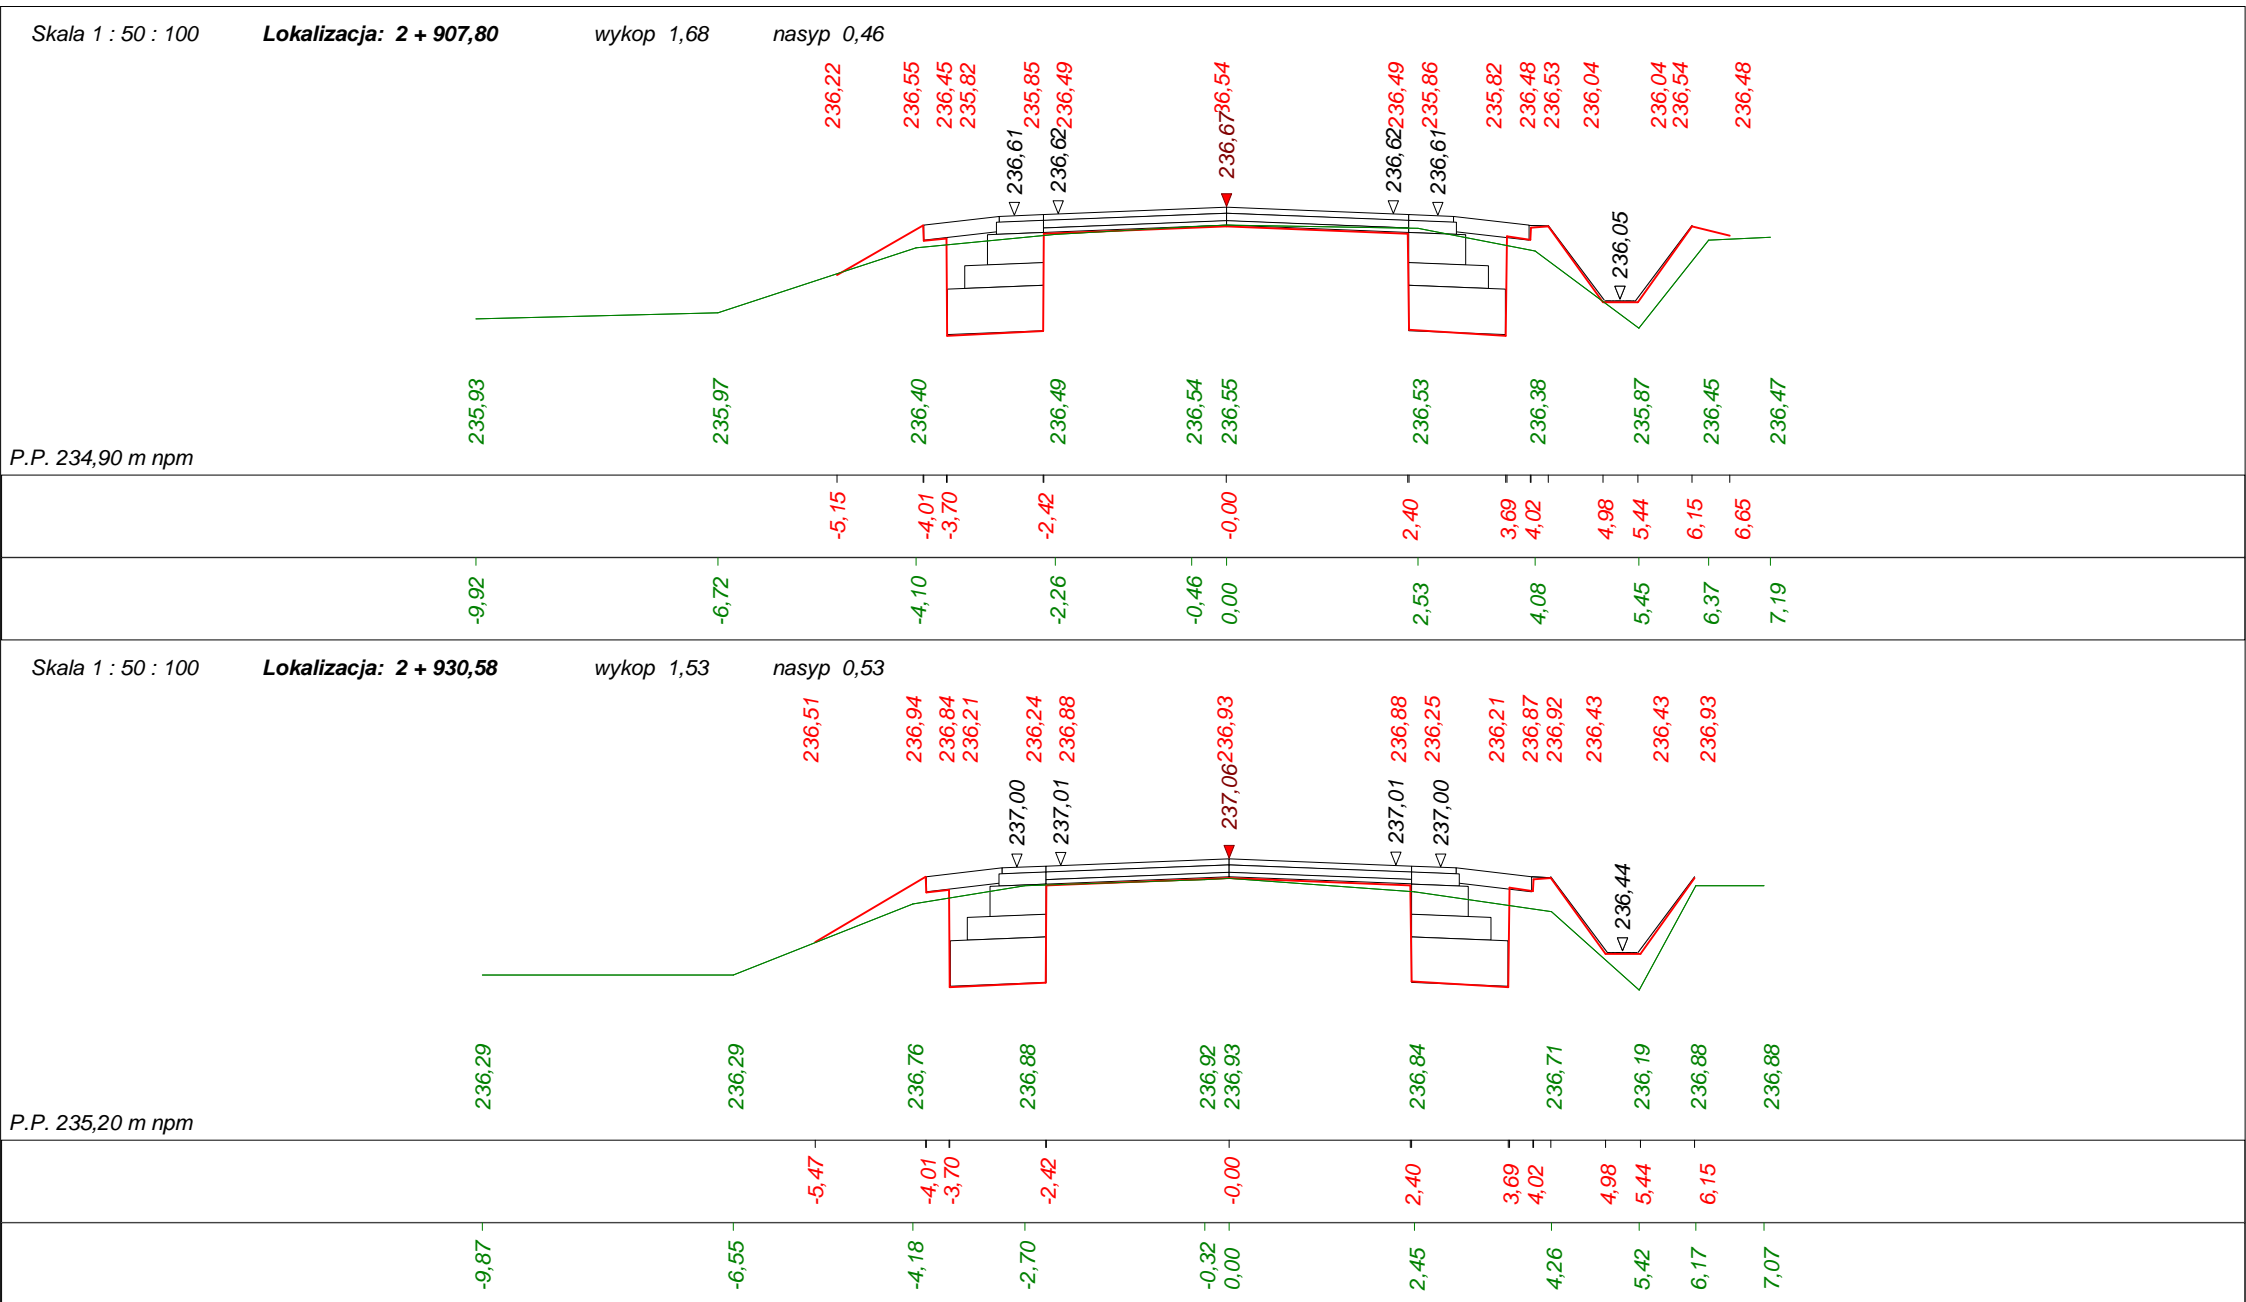 Skala 1 : 50 : 100 Lokalizacja: 2 + 907,80 wykop 1,68 nasyp 0,46
236,22 236,55 236,45 235,82 235,85 236,49 236,54 236,49 235,86 235,82 236,48 236,53 236,04 236,04 236,54 236,48
236,61 236,62 236,67 236,62 236,61 236,05
235,93 235,97 236,40 236,49 236,54 236,55 236,53 236,38 235,87 236,45 236,47
P.P. 234,90 m npm
-5,15 -4,01 -3,70 -2,42 -0,00 2,40 3,69 4,02 4,98 5,44 6,15 6,65
-9,92 -6,72 -4,10 -2,26 -0,46 0,00 2,53 4,08 5,45 6,37 7,19
Skala 1 : 50 : 100 Lokalizacja: 2 + 930,58 wykop 1,53 nasyp 0,53
236,51 236,94 236,84 236,21 236,24 236,88 236,93 236,88 236,25 236,21 236,87 236,92 236,43 236,43 236,93
237,00 237,01 237,06 237,01 237,00 236,44
236,29 236,29 236,76 236,88 236,92 236,93 236,84 236,71 236,19 236,88 236,88
P.P. 235,20 m npm
-5,47 -4,01 -3,70 -2,42 -0,00 2,40 3,69 4,02 4,98 5,44 6,15
-9,87 -6,55 -4,18 -2,70 -0,32 0,00 2,45 4,26 5,42 6,17 7,07